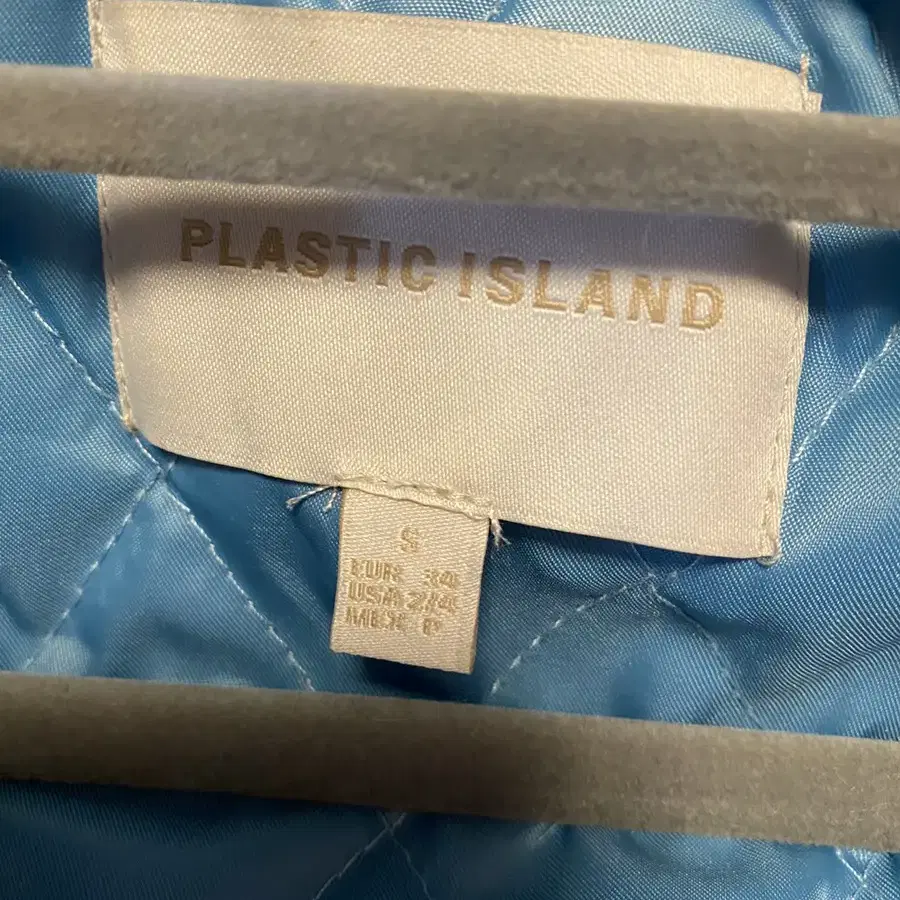 PLASTIC ISLAND
S
EUR 34
USA 2/4
MEX P